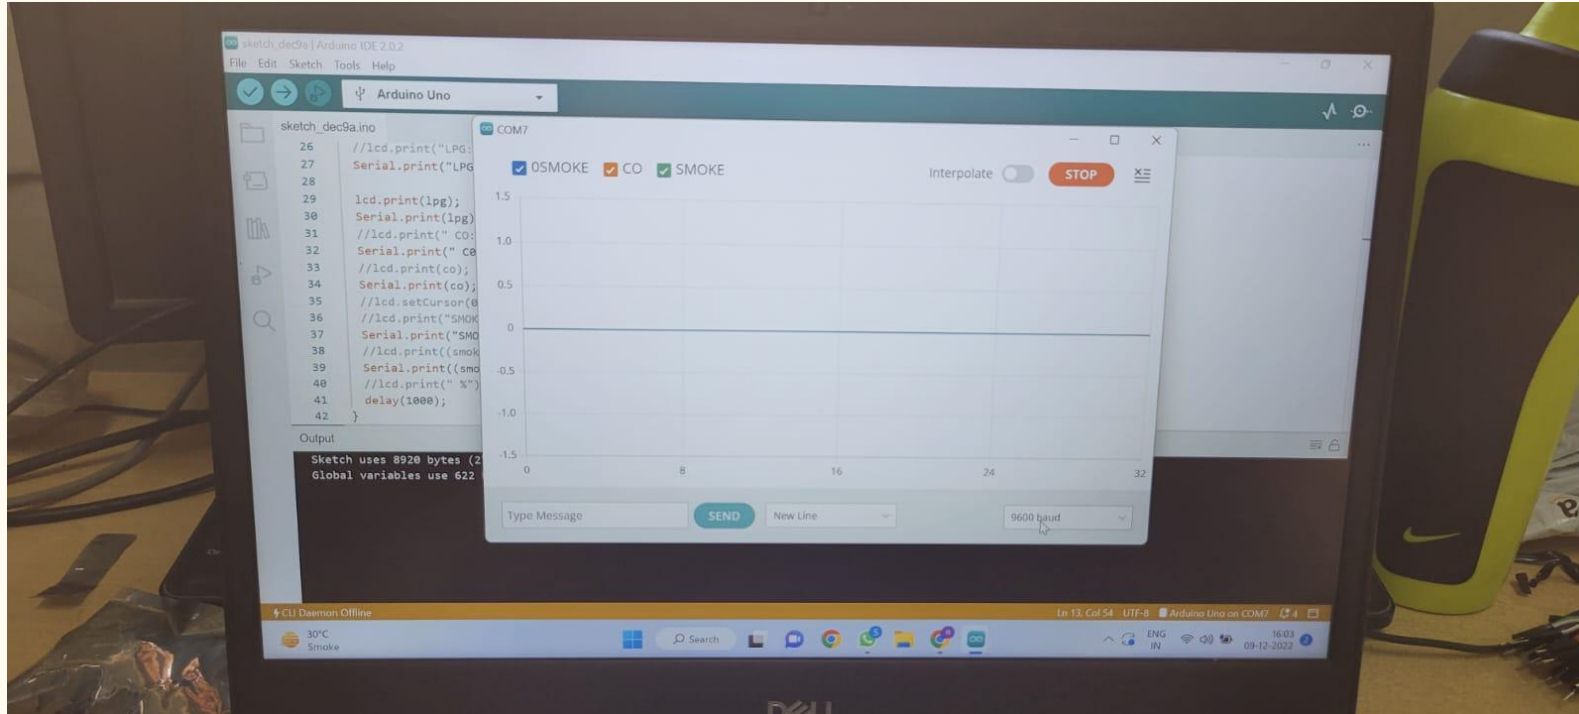 sketch_dec9a | Arduino IDE 2.0.2
File Edit Sketch Tools Help
Arduino Uno
sketch_dec9a.ino
26 //lcd.print("LPG:
27 Serial.print("LPG
28
29 lcd.print(lpg);
30 Serial.print(lpg)
31 //lcd.print(" CO:
32 Serial.print(" CO
33 //lcd.print(co);
34 Serial.print(co);
35 //lcd.setCursor(0
36 //lcd.print("SMOK
37 Serial.print("SMO
38 //lcd.print((smok
39 Serial.print((smo
40 //lcd.print(" %")
41 delay(1000);
42 }
COM7
0SMOKE CO SMOKE
Interpolate STOP
1.5
1.0
0.5
0
-0.5
-1.0
-1.5
0 8 16 24 32
Type Message SEND New Line 9600 baud
Output
Sketch uses 8920 bytes (2
Global variables use 622
CLI Daemon Offline
Ln 13, Col 54 UTF-8 Arduino Uno on COM7 4
30°C
Smoke
Search
ENG
IN
16:03
09-12-2022
DELL